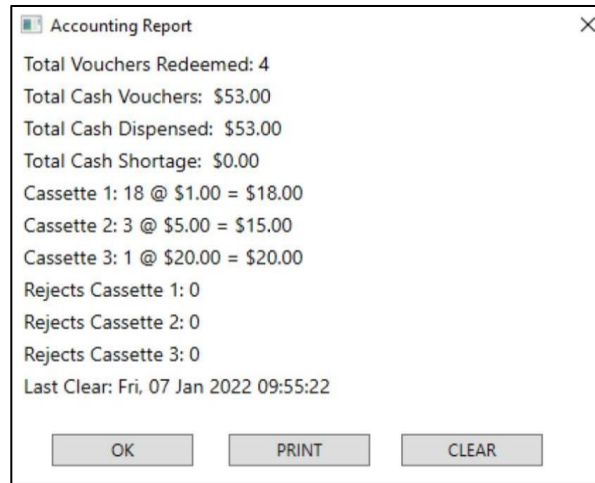 Accounting Report
Total Vouchers Redeemed: 4
Total Cash Vouchers: $53.00
Total Cash Dispensed: $53.00
Total Cash Shortage: $0.00
Cassette 1: 18 @ $1.00 = $18.00
Cassette 2: 3 @ $5.00 = $15.00
Cassette 3: 1 @ $20.00 = $20.00
Rejects Cassette 1: 0
Rejects Cassette 2: 0
Rejects Cassette 3: 0
Last Clear: Fri, 07 Jan 2022 09:55:22
OK PRINT CLEAR